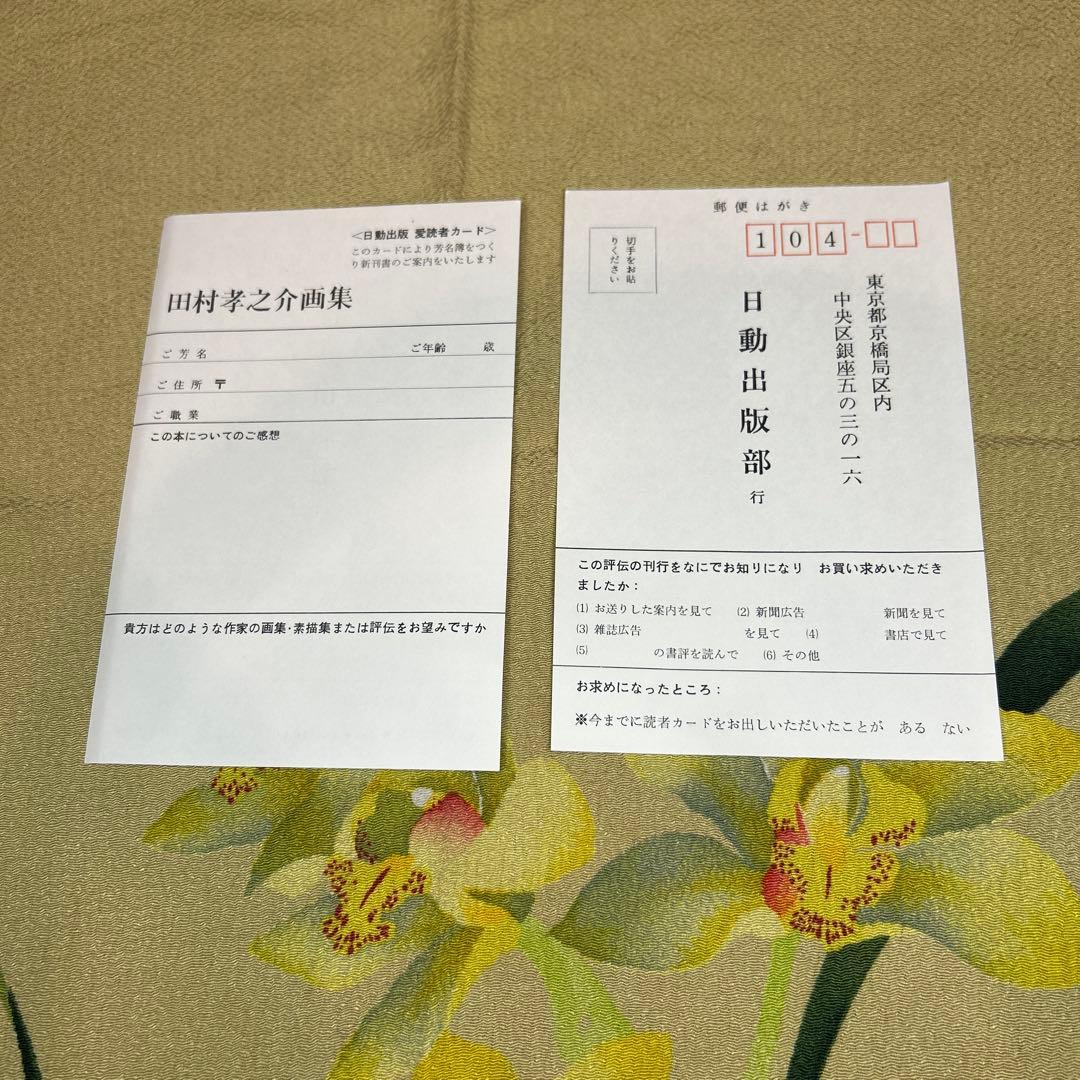 <日動出版 愛読者カード>
このカードにより芳名簿をつく
り新刊書のご案内をいたします
田村孝之介画集
ご芳名 ご年齢 歳
ご住所 〒
ご職業
この本についてのご感想
貴方はどのような作家の画集・素描集または評伝をお望みですか
郵便はがき
切手をお貼
りください
104-
東京都京橋局区内
中央区銀座五の三の一六
日動出版部 行
この評伝の刊行をなにでお知りになり お買い求めいただき
ましたか：
(1) お送りした案内を見て (2) 新聞広告 新聞を見て
(3) 雑誌広告 を見て (4) 書店で見て
(5) の書評を読んで (6) その他
お求めになったところ：
※今までに読者カードをお出しいただいたことが ある ない